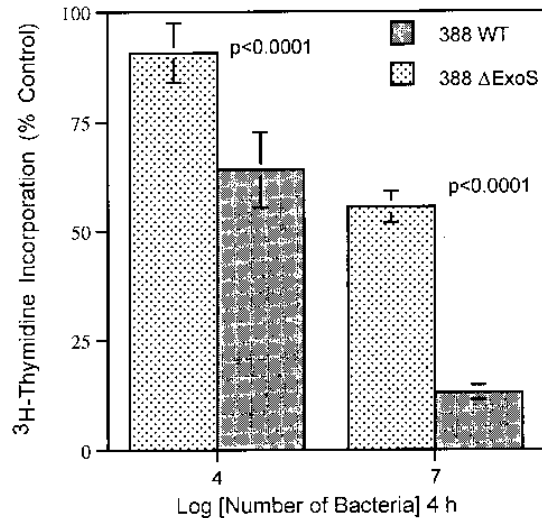 100
75
50
25
0
³H-Thymidine Incorporation (% Control)
388 WT
388 ΔExoS
p<0.0001
p<0.0001
4
7
Log [Number of Bacteria] 4 h